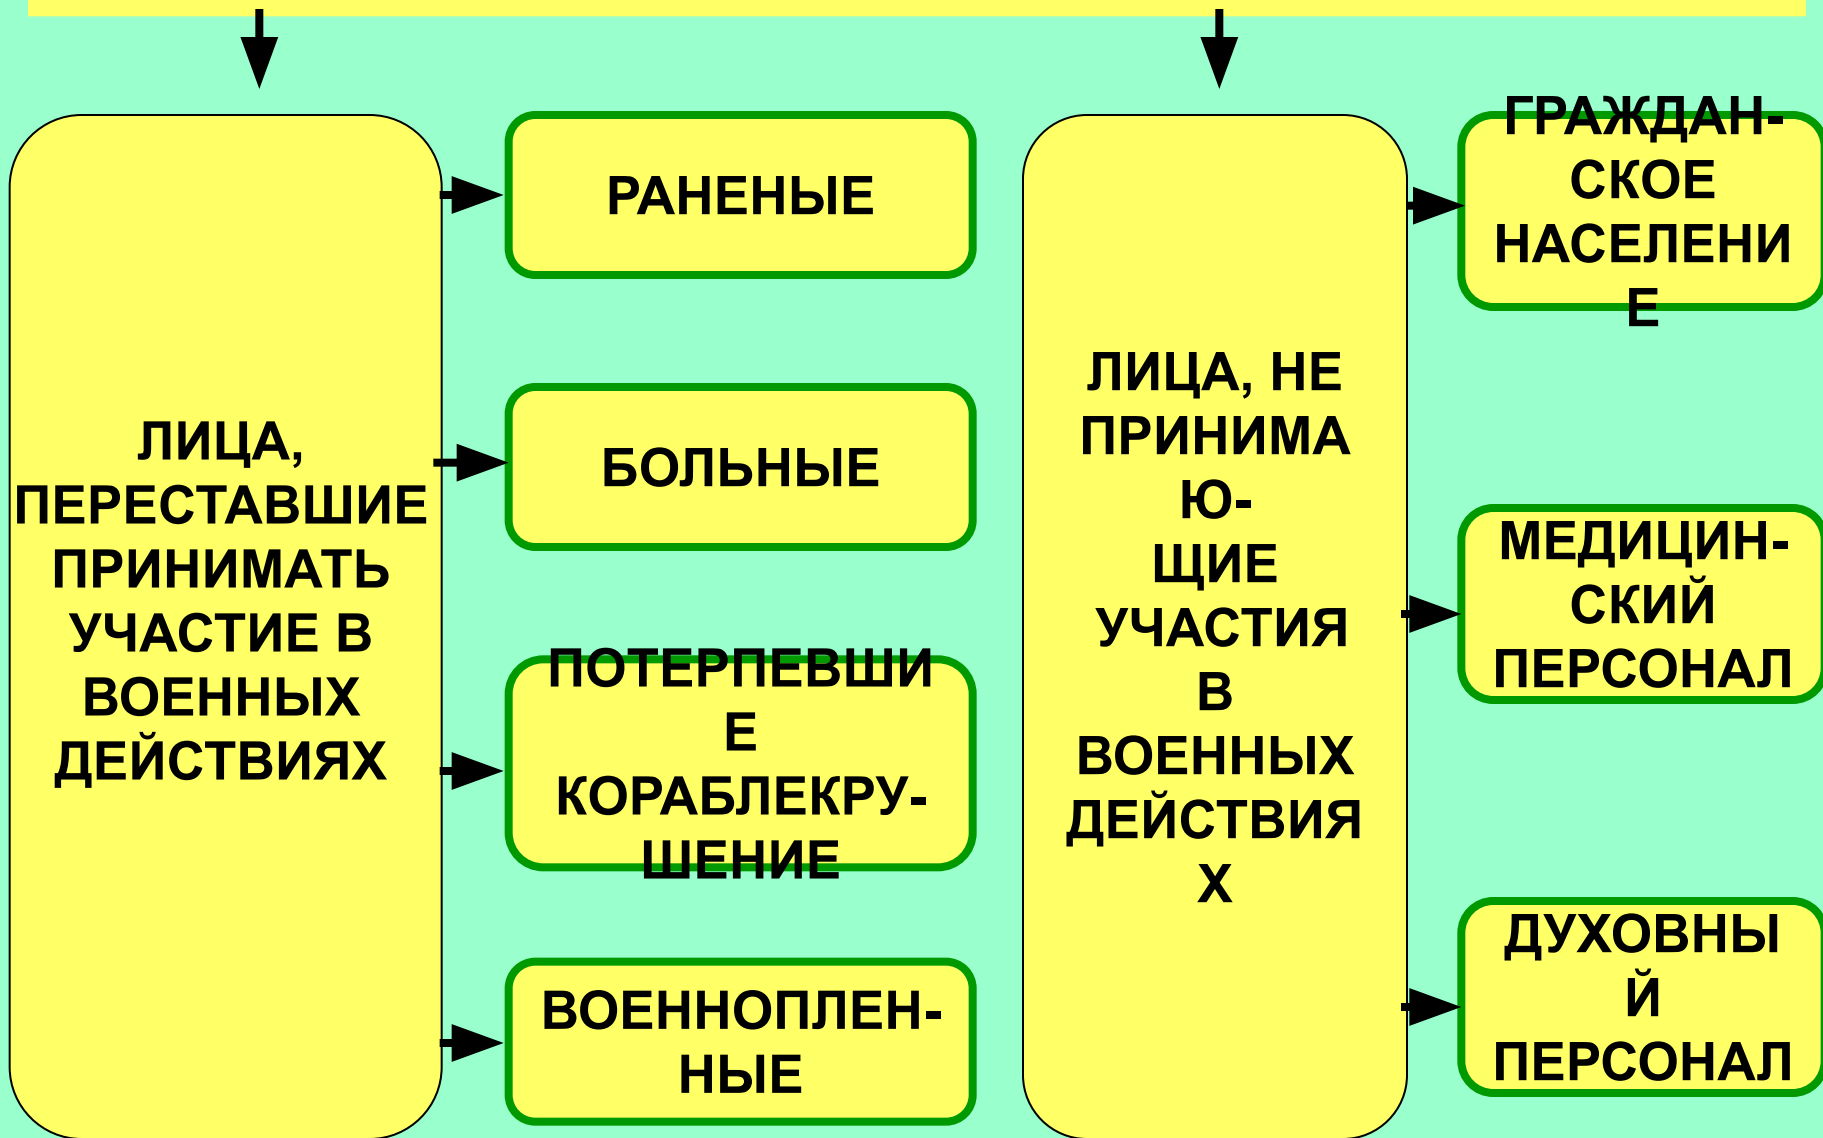 ЛИЦА,
ПЕРЕСТАВШИЕ
ПРИНИМАТЬ
УЧАСТИЕ В
ВОЕННЫХ
ДЕЙСТВИЯХ
РАНЕНЫЕ
БОЛЬНЫЕ
ПОТЕРПЕВШИ
Е
КОРАБЛЕКРУ-
ШЕНИЕ
ВОЕННОПЛЕН-
НЫЕ
ЛИЦА, НЕ
ПРИНИМА
Ю-
ЩИЕ
УЧАСТИЯ
В
ВОЕННЫХ
ДЕЙСТВИЯ
Х
ГРАЖДАН-
СКОЕ
НАСЕЛЕНИ
Е
МЕДИЦИН-
СКИЙ
ПЕРСОНАЛ
ДУХОВНЫ
Й
ПЕРСОНАЛ